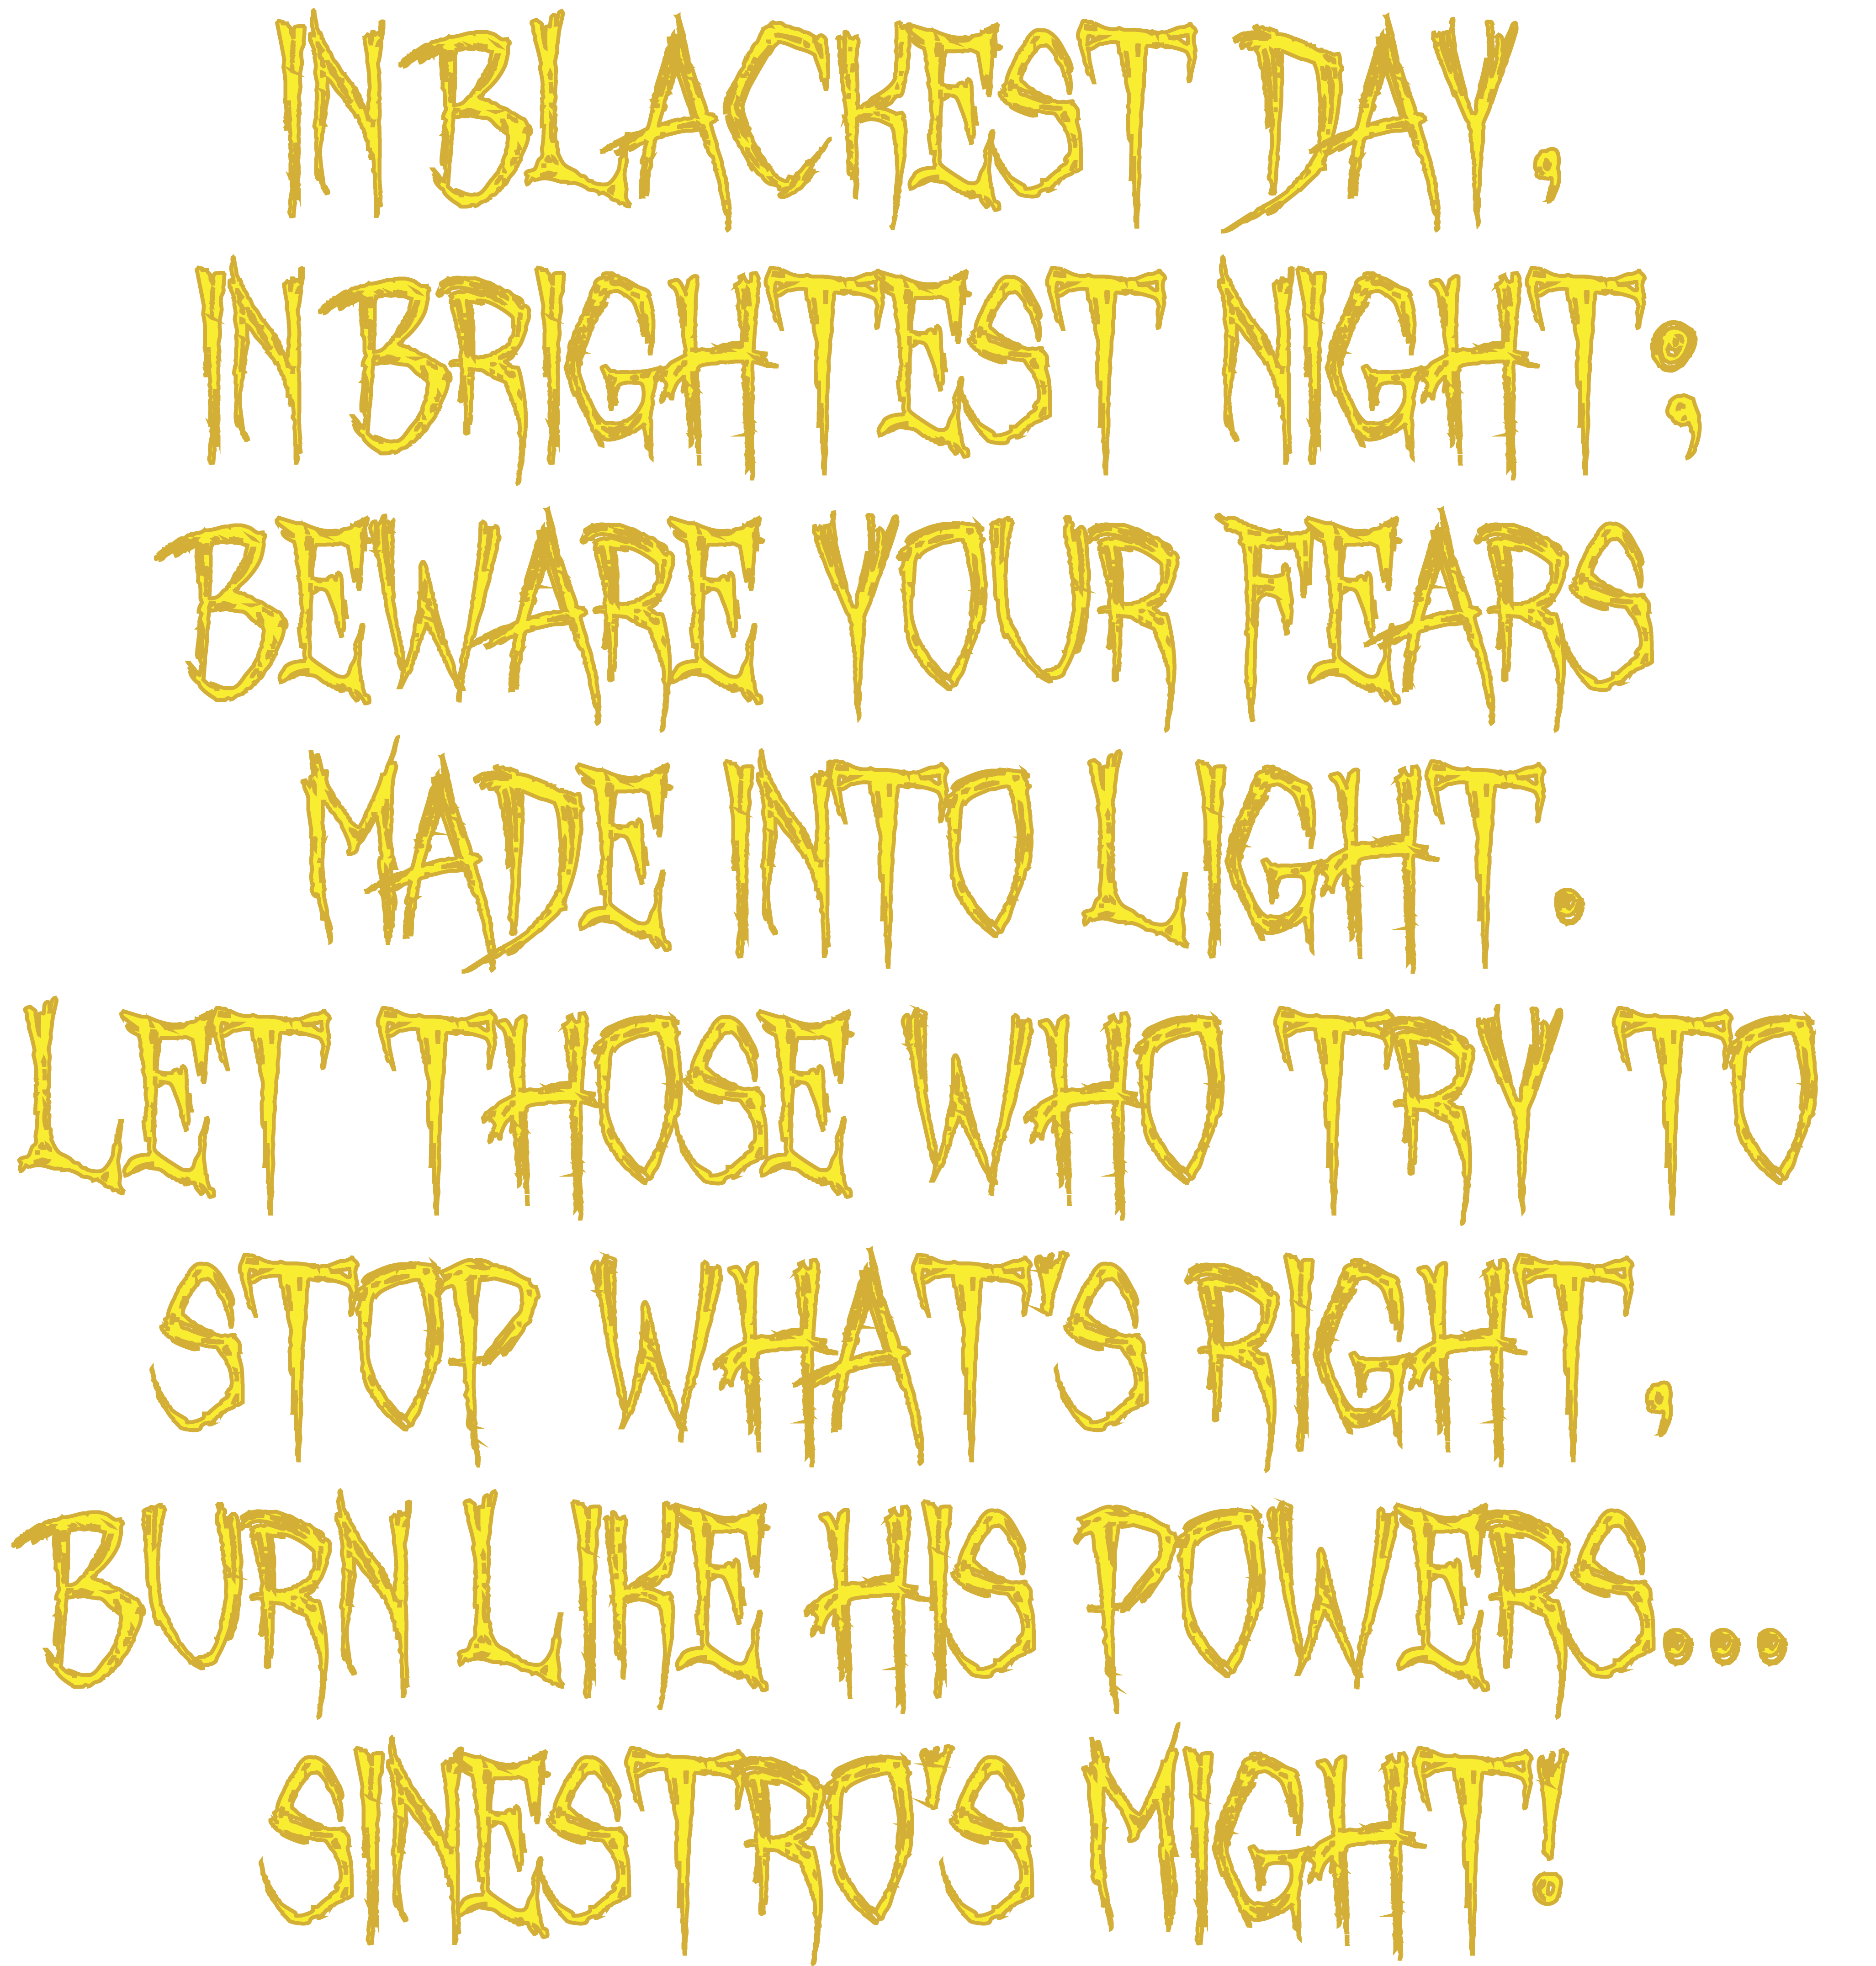 IN BLACKEST DAY,
IN BRIGHTEST NIGHT;
BEWARE YOUR FEARS
MADE INTO LIGHT.
LET THOSE WHO TRY TO
STOP WHAT'S RIGHT,
BURN LIKE HIS POWERS...
SINESTRO'S MIGHT!